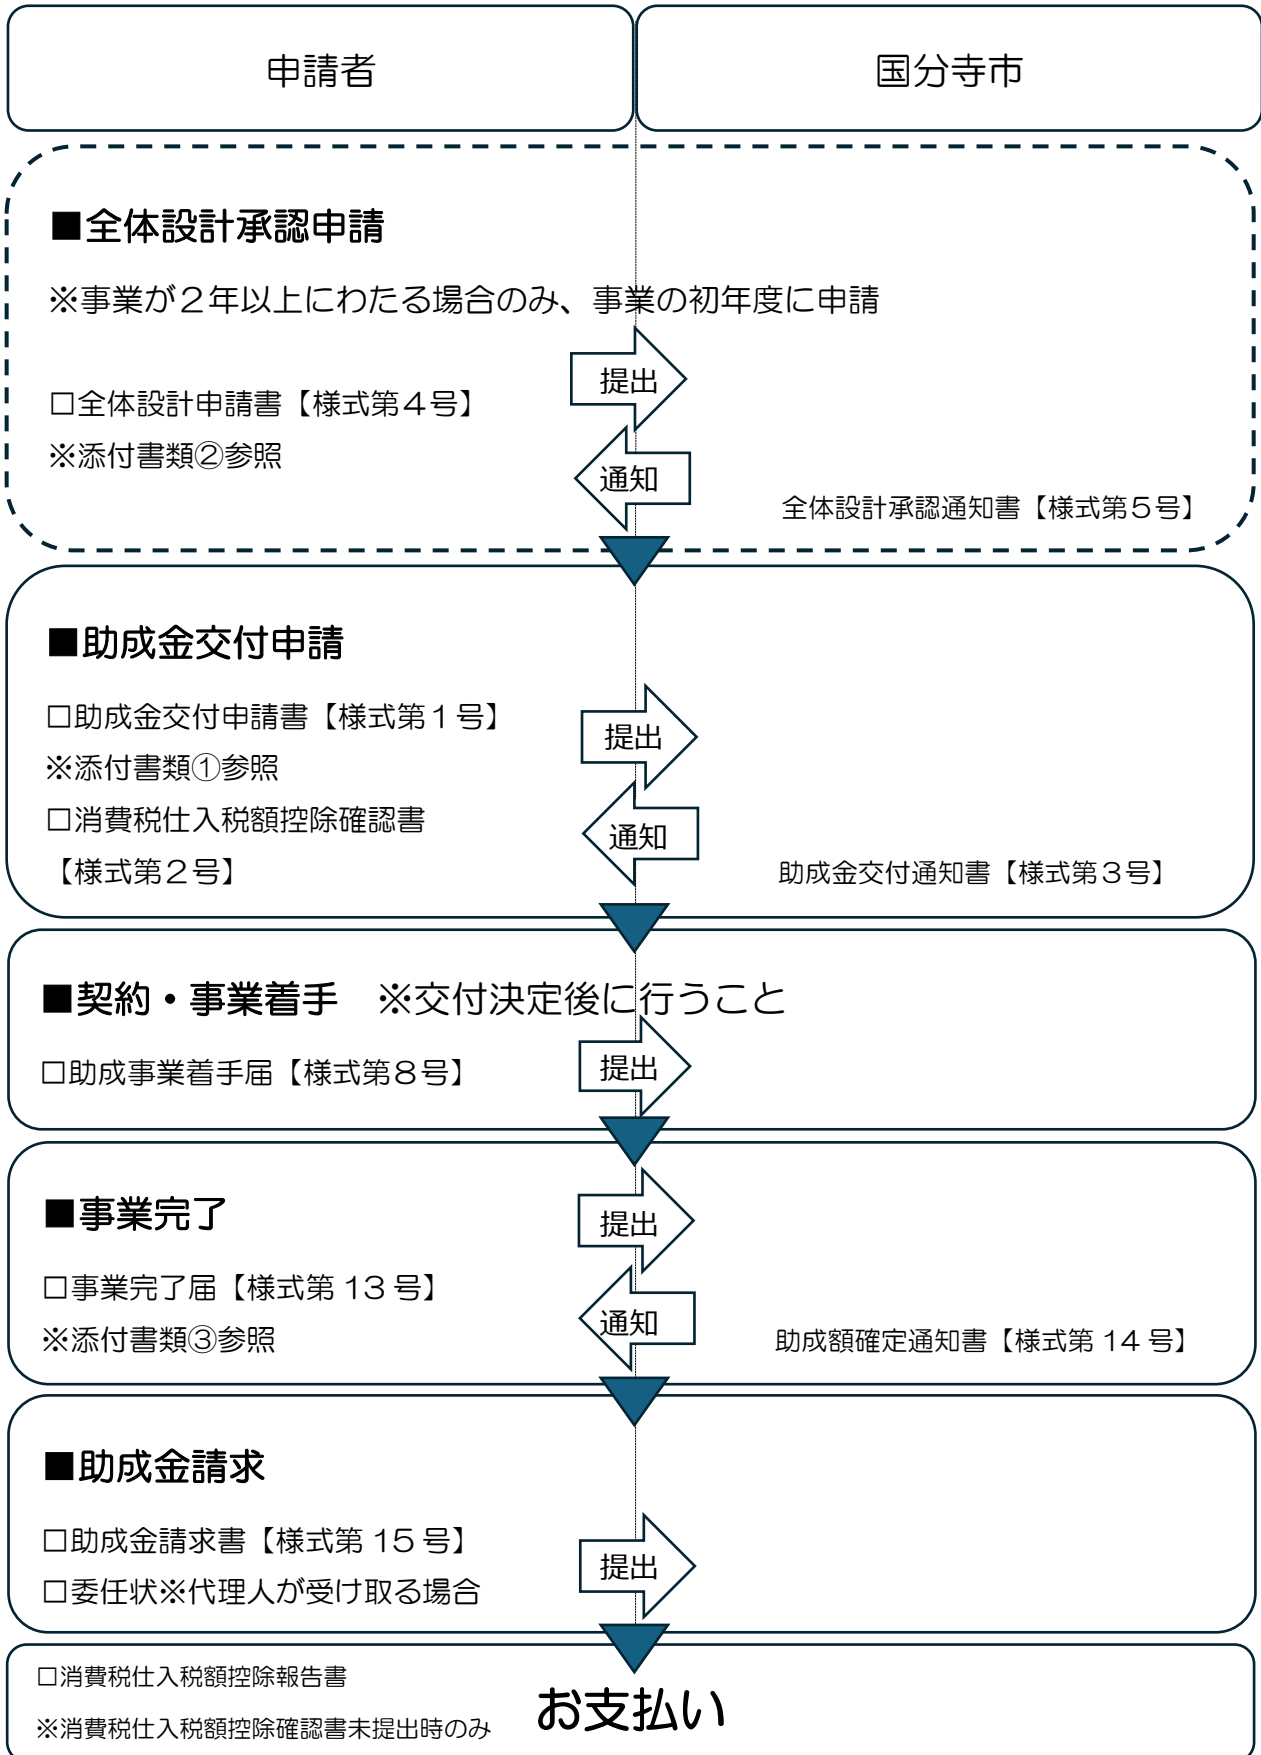 申請者
国分寺市
■全体設計承認申請
※事業が２年以上にわたる場合のみ、事業の初年度に申請
提出
□全体設計申請書【様式第４号】
※添付書類②参照
通知
全体設計承認通知書【様式第５号】
■助成金交付申請
□助成金交付申請書【様式第１号】
提出
※添付書類①参照
□消費税仕入税額控除確認書
通知
【様式第２号】
助成金交付通知書【様式第３号】
■契約・事業着手　※交付決定後に行うこと
□助成事業着手届【様式第８号】
提出
■事業完了
提出
□事業完了届【様式第 13 号】
通知
※添付書類③参照
助成額確定通知書【様式第 14 号】
■助成金請求
□助成金請求書【様式第 15 号】
提出
□委任状※代理人が受け取る場合
□消費税仕入税額控除報告書
お支払い
※消費税仕入税額控除確認書未提出時のみ